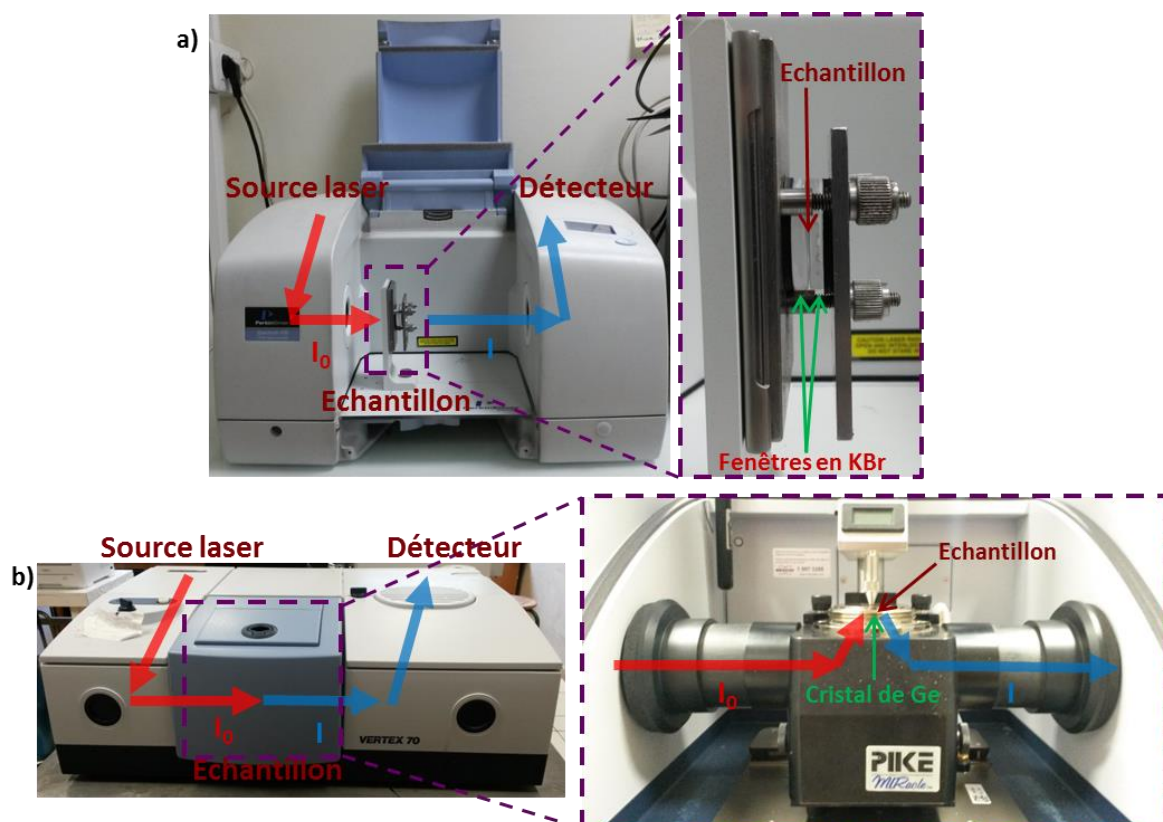 a)
Source laser
Détecteur
I₀
I
Echantillon
Echantillon
Fenêtres en KBr
b)
Source laser
Détecteur
I₀
I
Echantillon
VERTEX 70
Echantillon
I₀
I
Cristal de Ge
PIKE
MIRacle